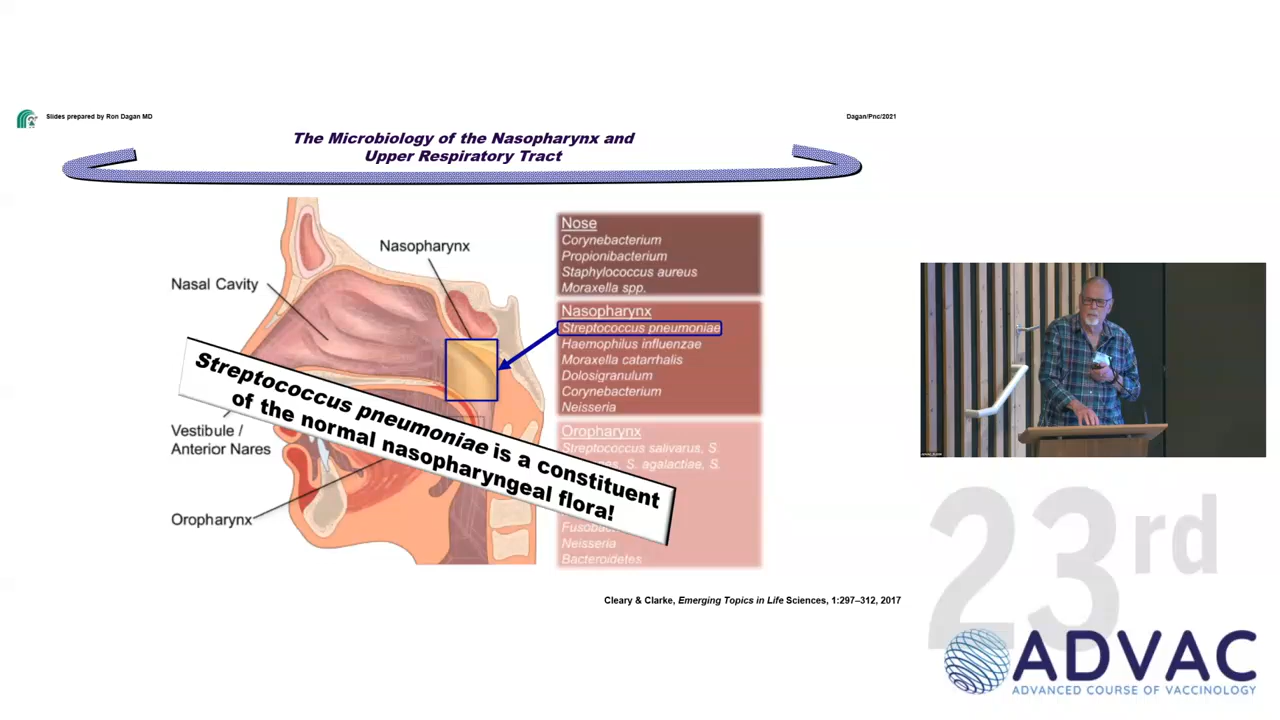 Slides prepared by Ron Dagan MD
Dagan/Pnc/2021
The Microbiology of the Nasopharynx and
Upper Respiratory Tract
Nasopharynx
Nasal Cavity
Vestibule /
Anterior Nares
Oropharynx
Nose
Corynebacterium
Propionibacterium
Staphylococcus aureus
Moraxella spp.
Nasopharynx
Streptococcus pneumoniae
Haemophilus influenzae
Moraxella catarrhalis
Dolosigranulum
Corynebacterium
Neisseria
Oropharynx
Streptococcus salivarus, S.
S. agalactiae, S.
Neisseria
Bacteroidetes
Streptococcus pneumoniae is a constituent
of the normal nasopharyngeal flora!
Cleary & Clarke, Emerging Topics in Life Sciences, 1:297–312, 2017
23rd
ADVAC
ADVANCED COURSE OF VACCINOLOGY